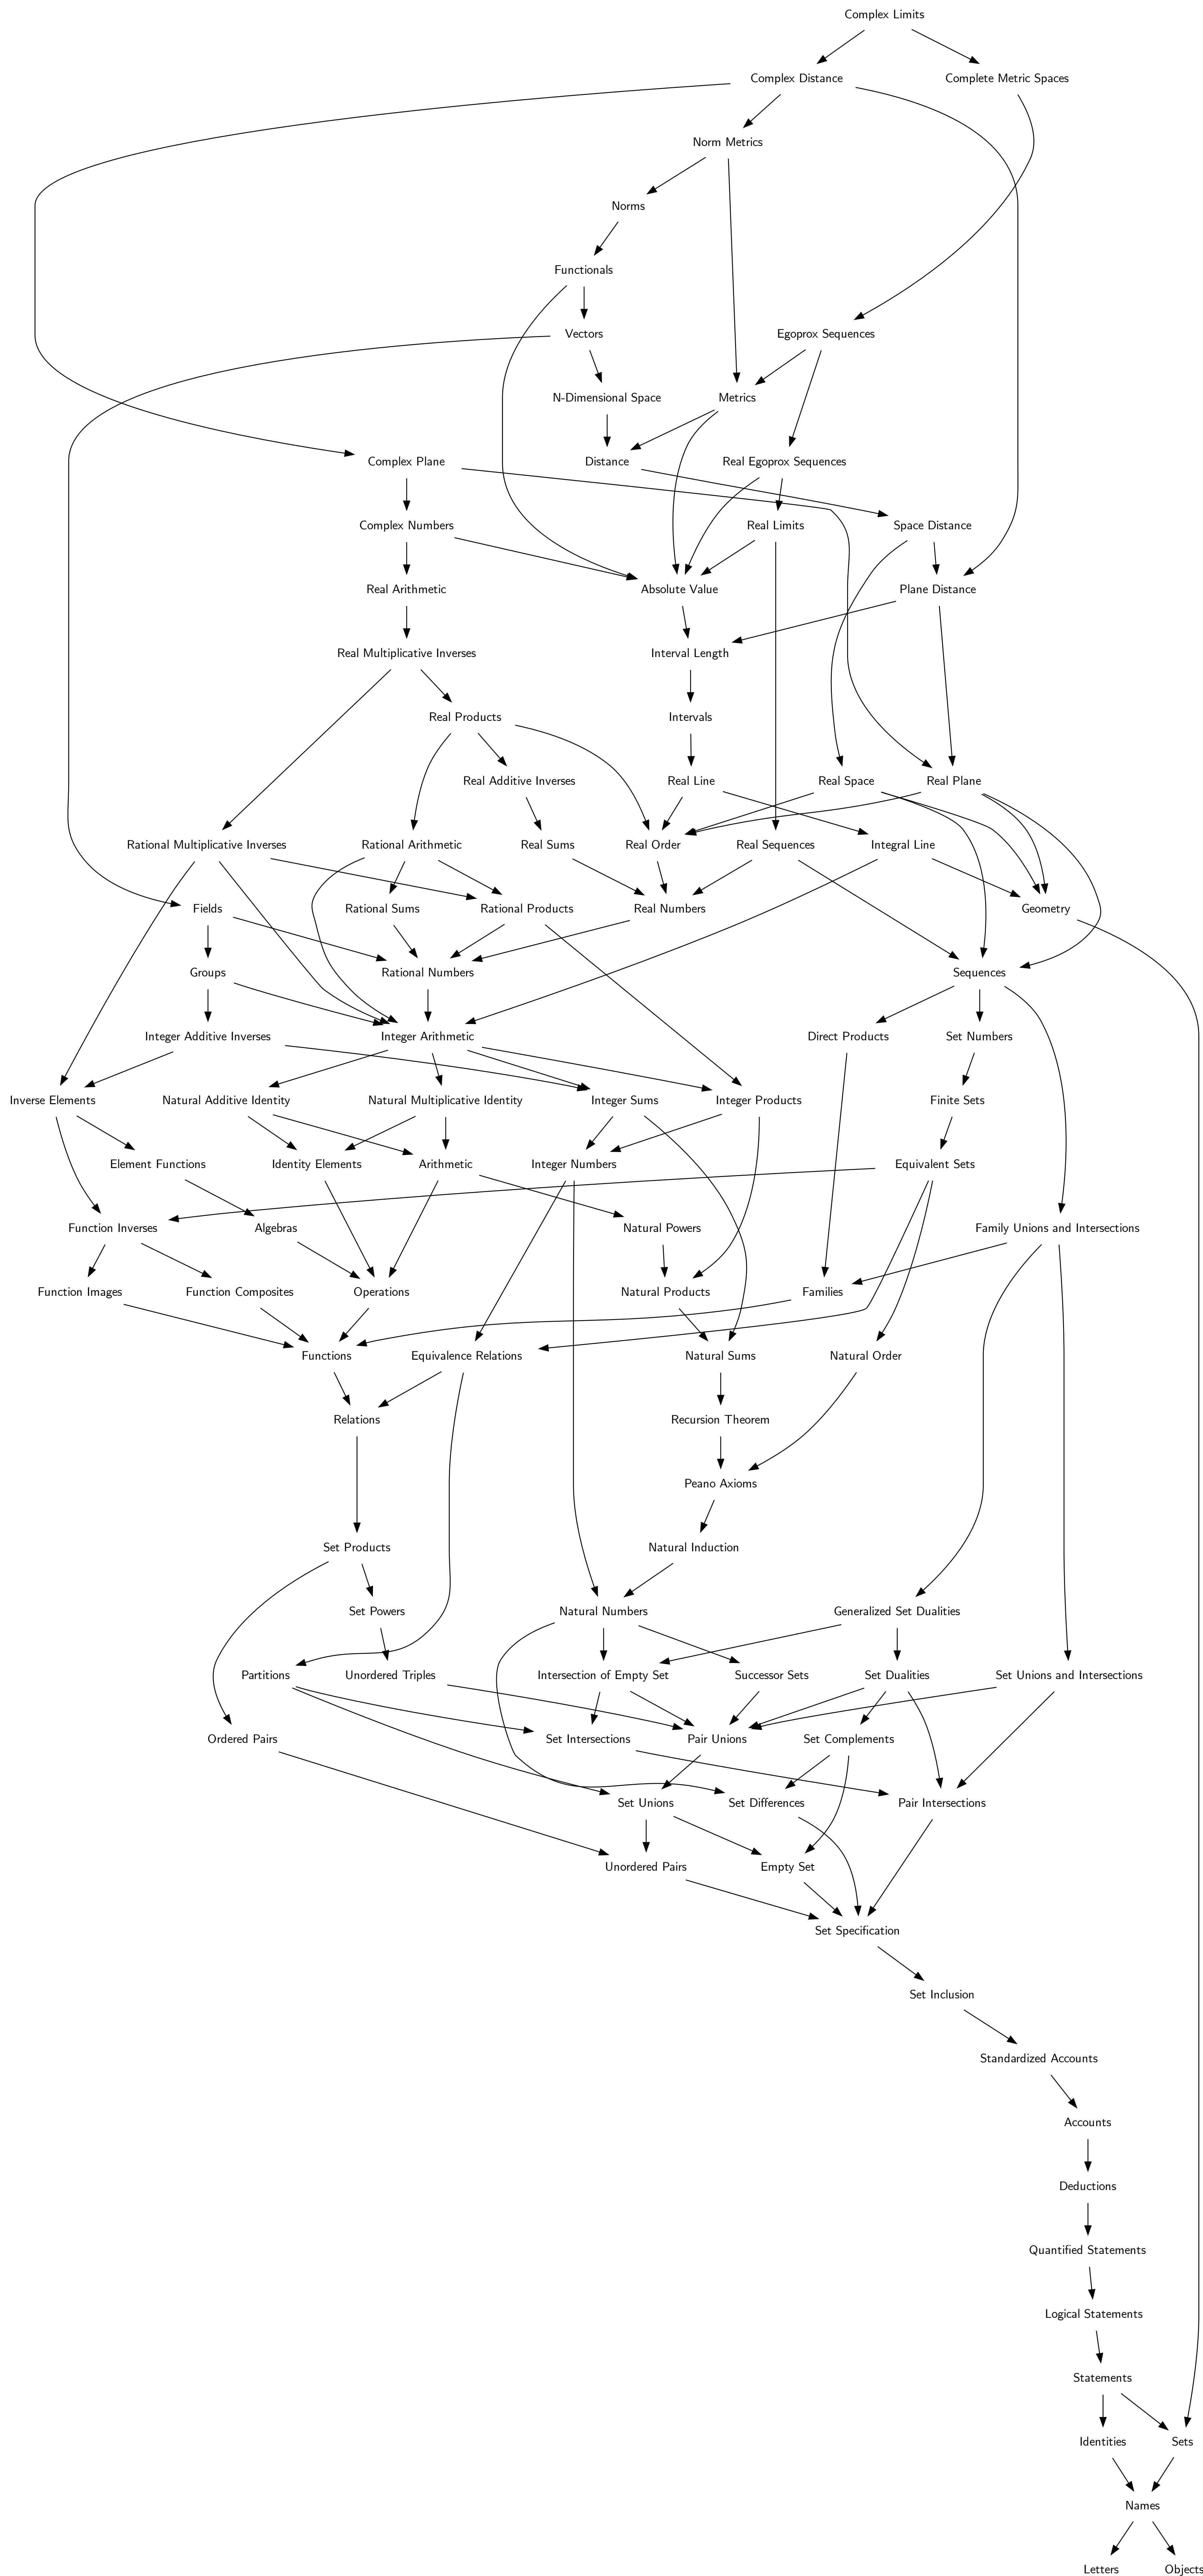 Complex Limits
Complex Distance
Complete Metric Spaces
Norm Metrics
Norms
Functionals
Vectors
Egoprox Sequences
N-Dimensional Space
Metrics
Complex Plane
Distance
Real Egoprox Sequences
Complex Numbers
Real Limits
Space Distance
Real Arithmetic
Absolute Value
Plane Distance
Real Multiplicative Inverses
Interval Length
Real Products
Intervals
Real Additive Inverses
Real Line
Real Space
Real Plane
Rational Multiplicative Inverses
Rational Arithmetic
Real Sums
Real Order
Real Sequences
Integral Line
Fields
Rational Sums
Rational Products
Real Numbers
Geometry
Groups
Rational Numbers
Sequences
Integer Additive Inverses
Integer Arithmetic
Direct Products
Set Numbers
Inverse Elements
Natural Additive Identity
Natural Multiplicative Identity
Integer Sums
Integer Products
Finite Sets
Element Functions
Identity Elements
Arithmetic
Integer Numbers
Equivalent Sets
Function Inverses
Algebras
Natural Powers
Family Unions and Intersections
Function Images
Function Composites
Operations
Natural Products
Families
Functions
Equivalence Relations
Natural Sums
Natural Order
Relations
Recursion Theorem
Peano Axioms
Set Products
Natural Induction
Set Powers
Natural Numbers
Generalized Set Dualities
Partitions
Unordered Triples
Intersection of Empty Set
Successor Sets
Set Dualities
Set Unions and Intersections
Ordered Pairs
Set Intersections
Pair Unions
Set Complements
Set Unions
Set Differences
Pair Intersections
Unordered Pairs
Empty Set
Set Specification
Set Inclusion
Standardized Accounts
Accounts
Deductions
Quantified Statements
Logical Statements
Statements
Identities
Sets
Names
Letters
Objects